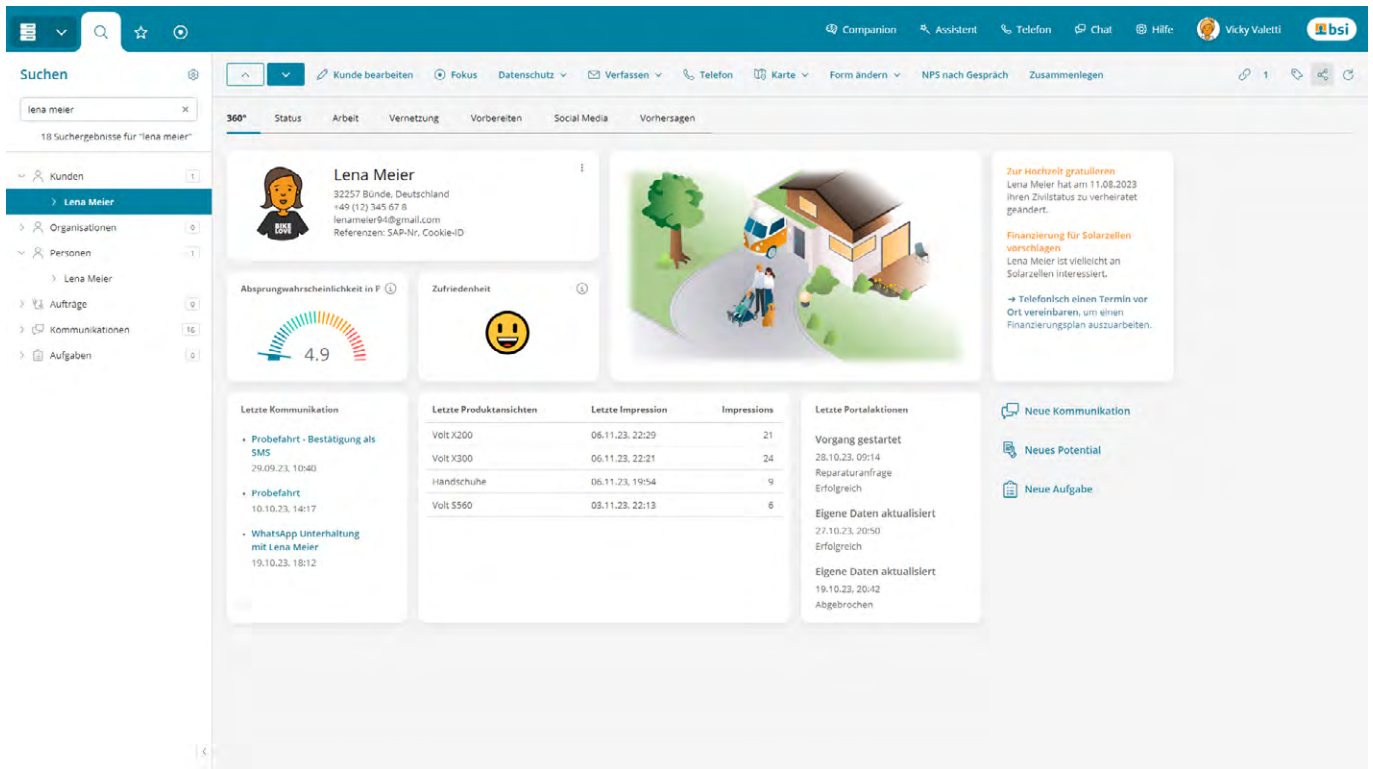 Companion
Assistent
Telefon
Chat
Hilfe
Vicky Valetti
bsi
Suchen
lena meier
18 Suchergebnisse für "lena meier"
Kunden 1
Lena Meier
Organisationen 0
Personen 1
Lena Meier
Aufträge 0
Kommunikationen 16
Aufgaben 0
Kunde bearbeiten
Fokus
Datenschutz
Verfassen
Telefon
Karte
Form ändern
NPS nach Gespräch
Zusammenlegen
1
360°
Status
Arbeit
Vernetzung
Vorbereiten
Social Media
Vorhersagen
BIKE
LOVE
Lena Meier
32257 Bünde, Deutschland
+49 (12) 345 67 8
lenameier94@gmail.com
Referenzen: SAP-Nr, Cookie-ID
Absprungwahrscheinlichkeit in P
4.9
Zufriedenheit
Zur Hochzeit gratulieren
Lena Meier hat am 11.08.2023
ihren Zivilstatus zu verheiratet
geändert.
Finanzierung für Solarzellen
vorschlagen
Lena Meier ist vielleicht an
Solarzellen interessiert.
→ Telefonisch einen Termin vor
Ort vereinbaren, um einen
Finanzierungsplan auszuarbeiten.
Letzte Kommunikation
• Probefahrt - Bestätigung als
SMS
29.09.23, 10:40
• Probefahrt
10.10.23, 14:17
• WhatsApp Unterhaltung
mit Lena Meier
19.10.23, 18:12
Letzte Produktansichten Letzte Impression Impressions
Volt X200 06.11.23, 22:29 21
Volt X300 06.11.23, 22:21 24
Handschuhe 06.11.23, 19:54 9
Volt S560 03.11.23, 22:13 6
Letzte Portalaktionen
Vorgang gestartet
28.10.23, 09:14
Reparaturanfrage
Erfolgreich
Eigene Daten aktualisiert
27.10.23, 20:50
Erfolgreich
Eigene Daten aktualisiert
19.10.23, 20:42
Abgebrochen
Neue Kommunikation
Neues Potential
Neue Aufgabe